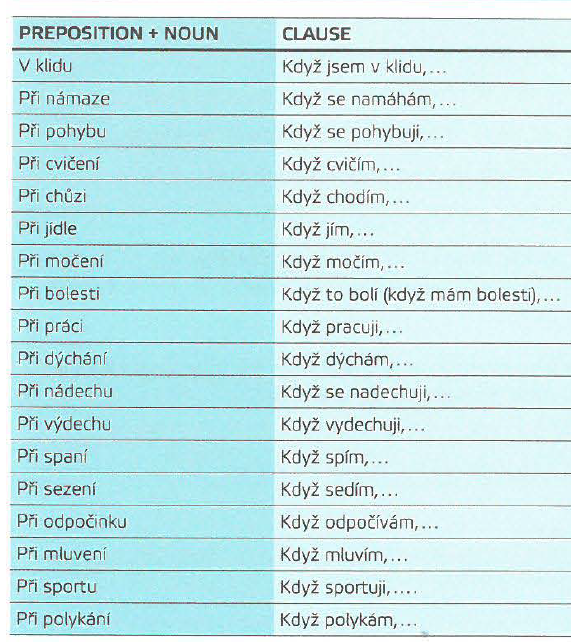 PREPOSITION + NOUN CLAUSE
V klidu Když jsem v klidu,...
Při námaze Když se namáhám,...
Při pohybu Když se pohybuji,...
Při cvičení Když cvičím,...
Při chůzi Když chodím,...
Při jídle Když jím,...
Při močení Když močím,...
Při bolesti Když to bolí (když mám bolesti),...
Při práci Když pracuji,...
Při dýchání Když dýchám,...
Při nádechu Když se nadechuji,...
Při výdechu Když vydechuji,...
Při spaní Když spím,...
Při sezení Když sedím,...
Při odpočinku Když odpočívám,...
Při mluvení Když mluvím,...
Při sportu Když sportuji,....
Při polykání Když polykám,...